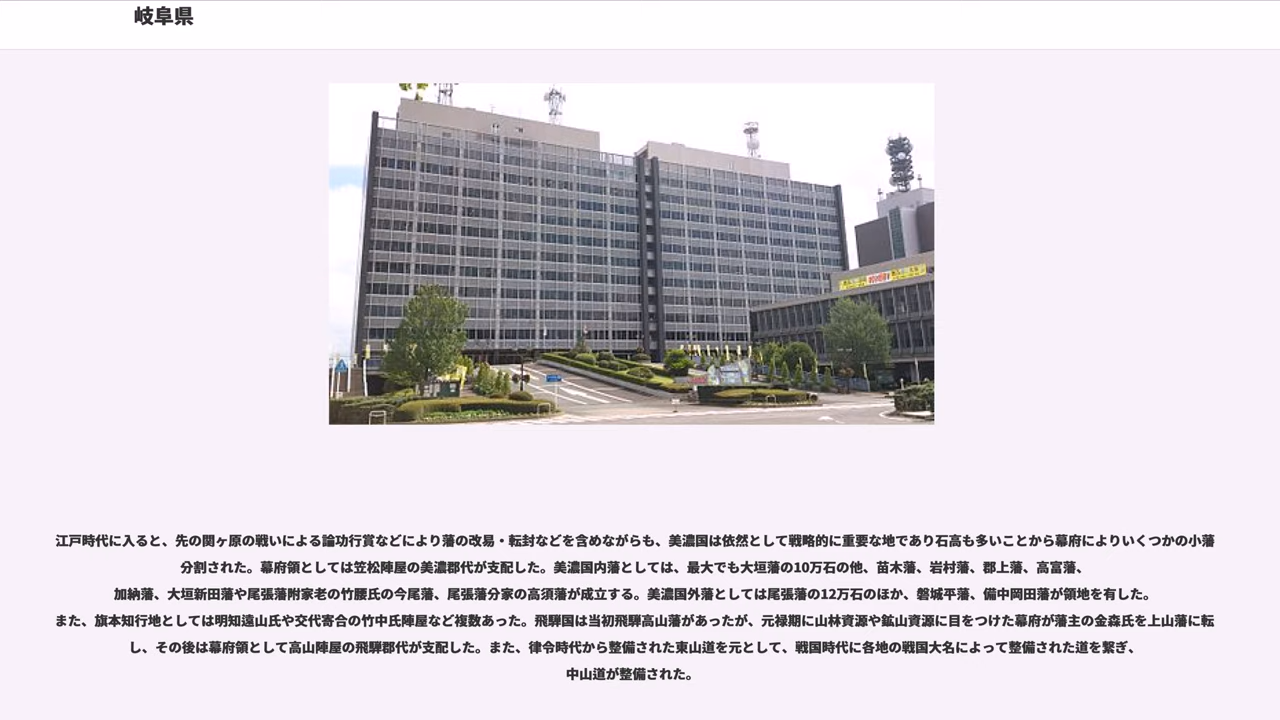 岐阜県
江戸時代に入ると、先の関ヶ原の戦いによる論功行賞などにより藩の改易・転封などを含めながらも、美濃国は依然として戦略的に重要な地であり石高も多いことから幕府によりいくつかの小藩
分割された。幕府領としては笠松陣屋の美濃郡代が支配した。美濃国内藩としては、最大でも大垣藩の10万石の他、苗木藩、岩村藩、郡上藩、高富藩、
加納藩、大垣新田藩や尾張藩附家老の竹腰氏の今尾藩、尾張藩分家の高須藩が成立する。美濃国外藩としては尾張藩の12万石のほか、磐城平藩、備中岡田藩が領地を有した。
また、旗本知行地としては明知遠山氏や交代寄合の竹中氏陣屋など複数あった。飛騨国は当初飛騨高山藩があったが、元禄期に山林資源や鉱山資源に目をつけた幕府が藩主の金森氏を上山藩に転
し、その後は幕府領として高山陣屋の飛騨郡代が支配した。また、律令時代から整備された東山道を元として、戦国時代に各地の戦国大名によって整備された道を繋ぎ、
中山道が整備された。